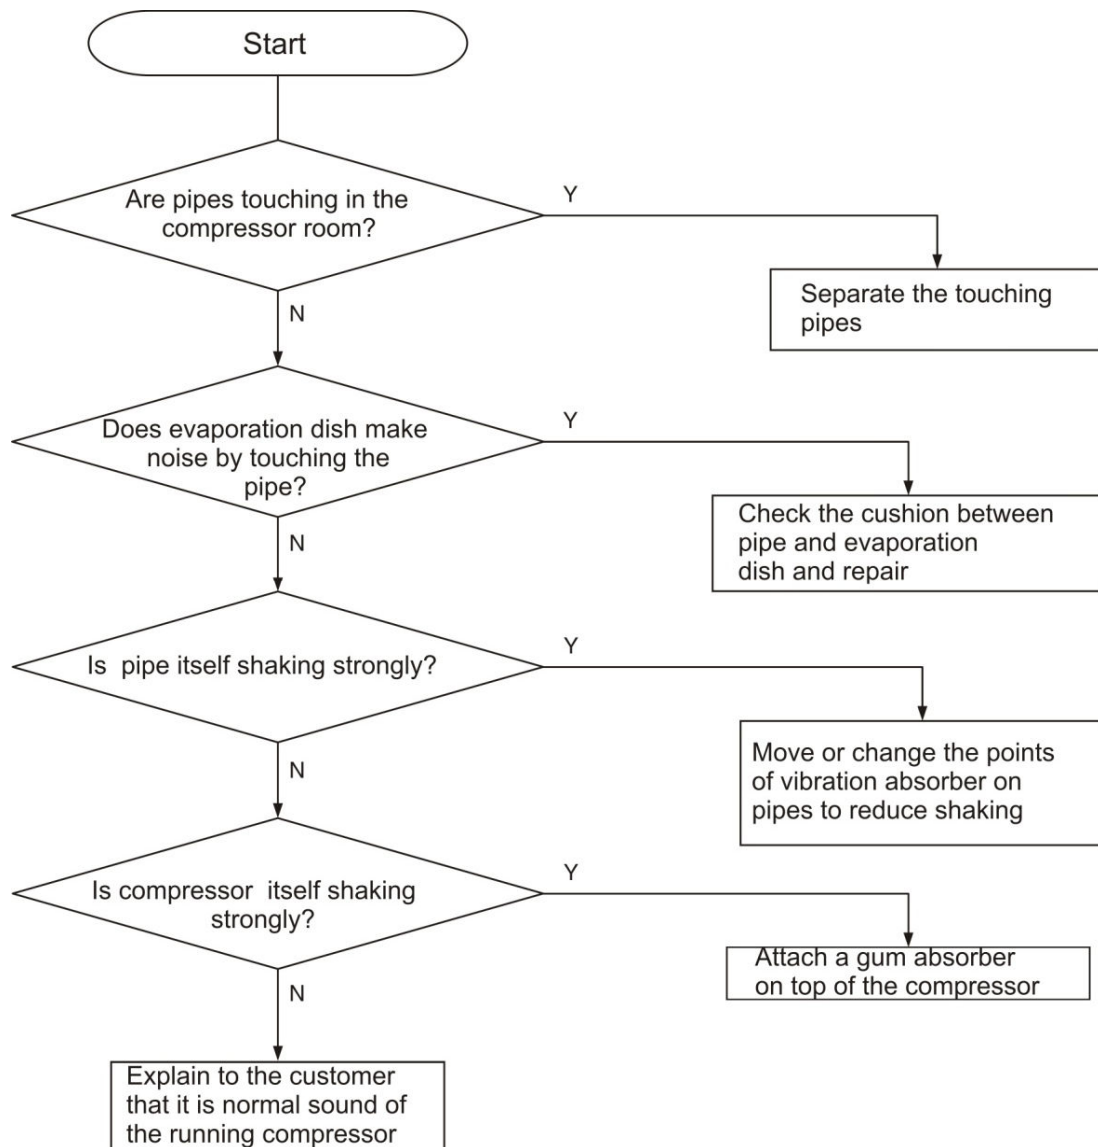 Start
Are pipes touching in the
compressor room?
Y
Separate the touching
pipes
N
Does evaporation dish make
noise by touching the
pipe?
Y
Check the cushion between
pipe and evaporation
dish and repair
N
Is pipe itself shaking strongly?
Y
Move or change the points
of vibration absorber on
pipes to reduce shaking
N
Is compressor itself shaking
strongly?
Y
Attach a gum absorber
on top of the compressor
N
Explain to the customer
that it is normal sound of
the running compressor